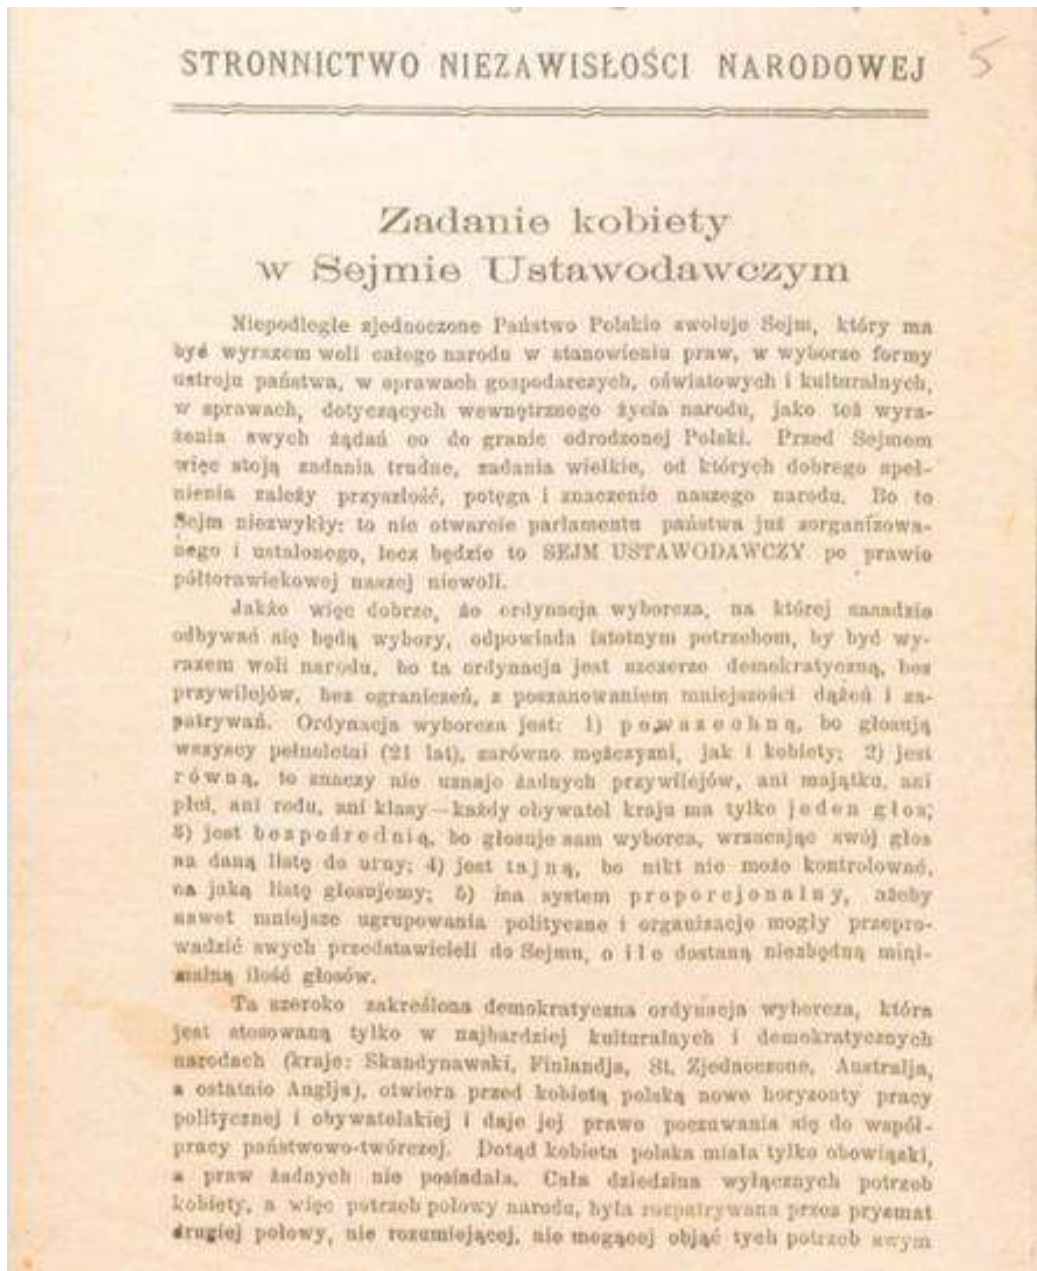 5
STRONNICTWO NIEZAWISŁOŚCI NARODOWEJ
Zadanie kobiety
w Sejmie Ustawodawczym
Niepodległe zjednoczone Państwo Polskie zwołuje Sejm, który ma
być wyrazem woli całego narodu w stanowieniu praw, w wyborze formy
ustroju państwa, w sprawach gospodarczych, oświatowych i kulturalnych,
w sprawach, dotyczących wewnętrznego życia narodu, jako też wyra-
żenia swych żądań co do granic odrodzonej Polski. Przed Sejmem
więc stoją zadania trudne, zadania wielkie, od których dobrego speł-
nienia zależy przyszłość, potęga i znaczenie naszego narodu. Bo to
Sejm niezwykły: to nie otwarcie parlamentu państwa już zorganizowa-
nego i ustalonego, lecz będzie to SEJM USTAWODAWCZY po prawie
półtorawiekowej naszej niewoli.
Jakże więc dobrze, że ordynacja wyborcza, na której zasadzie
odbywać się będą wybory, odpowiada istotnym potrzebom, by być wy-
razem woli narodu, bo ta ordynacja jest szczerze demokratyczną, bez
przywilejów, bez ograniczeń, z poszanowaniem mniejszości dążeń i za-
patrywań. Ordynacja wyborcza jest: 1) powszechną, bo głosują
wszyscy pełnoletni (21 lat), zarówno mężczyzni, jak i kobiety; 2) jest
równą, to znaczy nie uznaje żadnych przywilejów, ani majątku, ani
płci, ani rodu, ani klasy—każdy obywatel kraju ma tylko jeden głos;
3) jest bezpośrednią, bo głosuje sam wyborca, wrzucając swój głos
na daną listę do urny; 4) jest tajną, bo nikt nie może kontrolować,
na jaką listę głosujemy; 5) ma system proporcjonalny, ażeby
nawet mniejsze ugrupowania polityczne i organizacje mogły przepro-
wadzić swych przedstawicieli do Sejmu, o ile dostaną niezbędną mini-
malną ilość głosów.
Ta szeroko zakreślona demokratyczna ordynacja wyborcza, która
jest stosowaną tylko w najbardziej kulturalnych i demokratycznych
narodach (kraje: Skandynawski, Finlandja, St. Zjednoczone, Australja,
a ostatnio Anglja), otwiera przed kobietą polską nowe horyzonty pracy
politycznej i obywatelskiej i daje jej prawo poczuwania się do współ-
pracy państwowo-twórczej. Dotąd kobieta polska miała tylko obowiązki,
a praw żadnych nie posiadała. Cała dziedzina wyłącznych potrzeb
kobiety, a więc potrzeb połowy narodu, była rozpatrywana przez pryzmat
drugiej połowy, nie rozumiejącej, nie mogącej objąć tych potrzeb swym